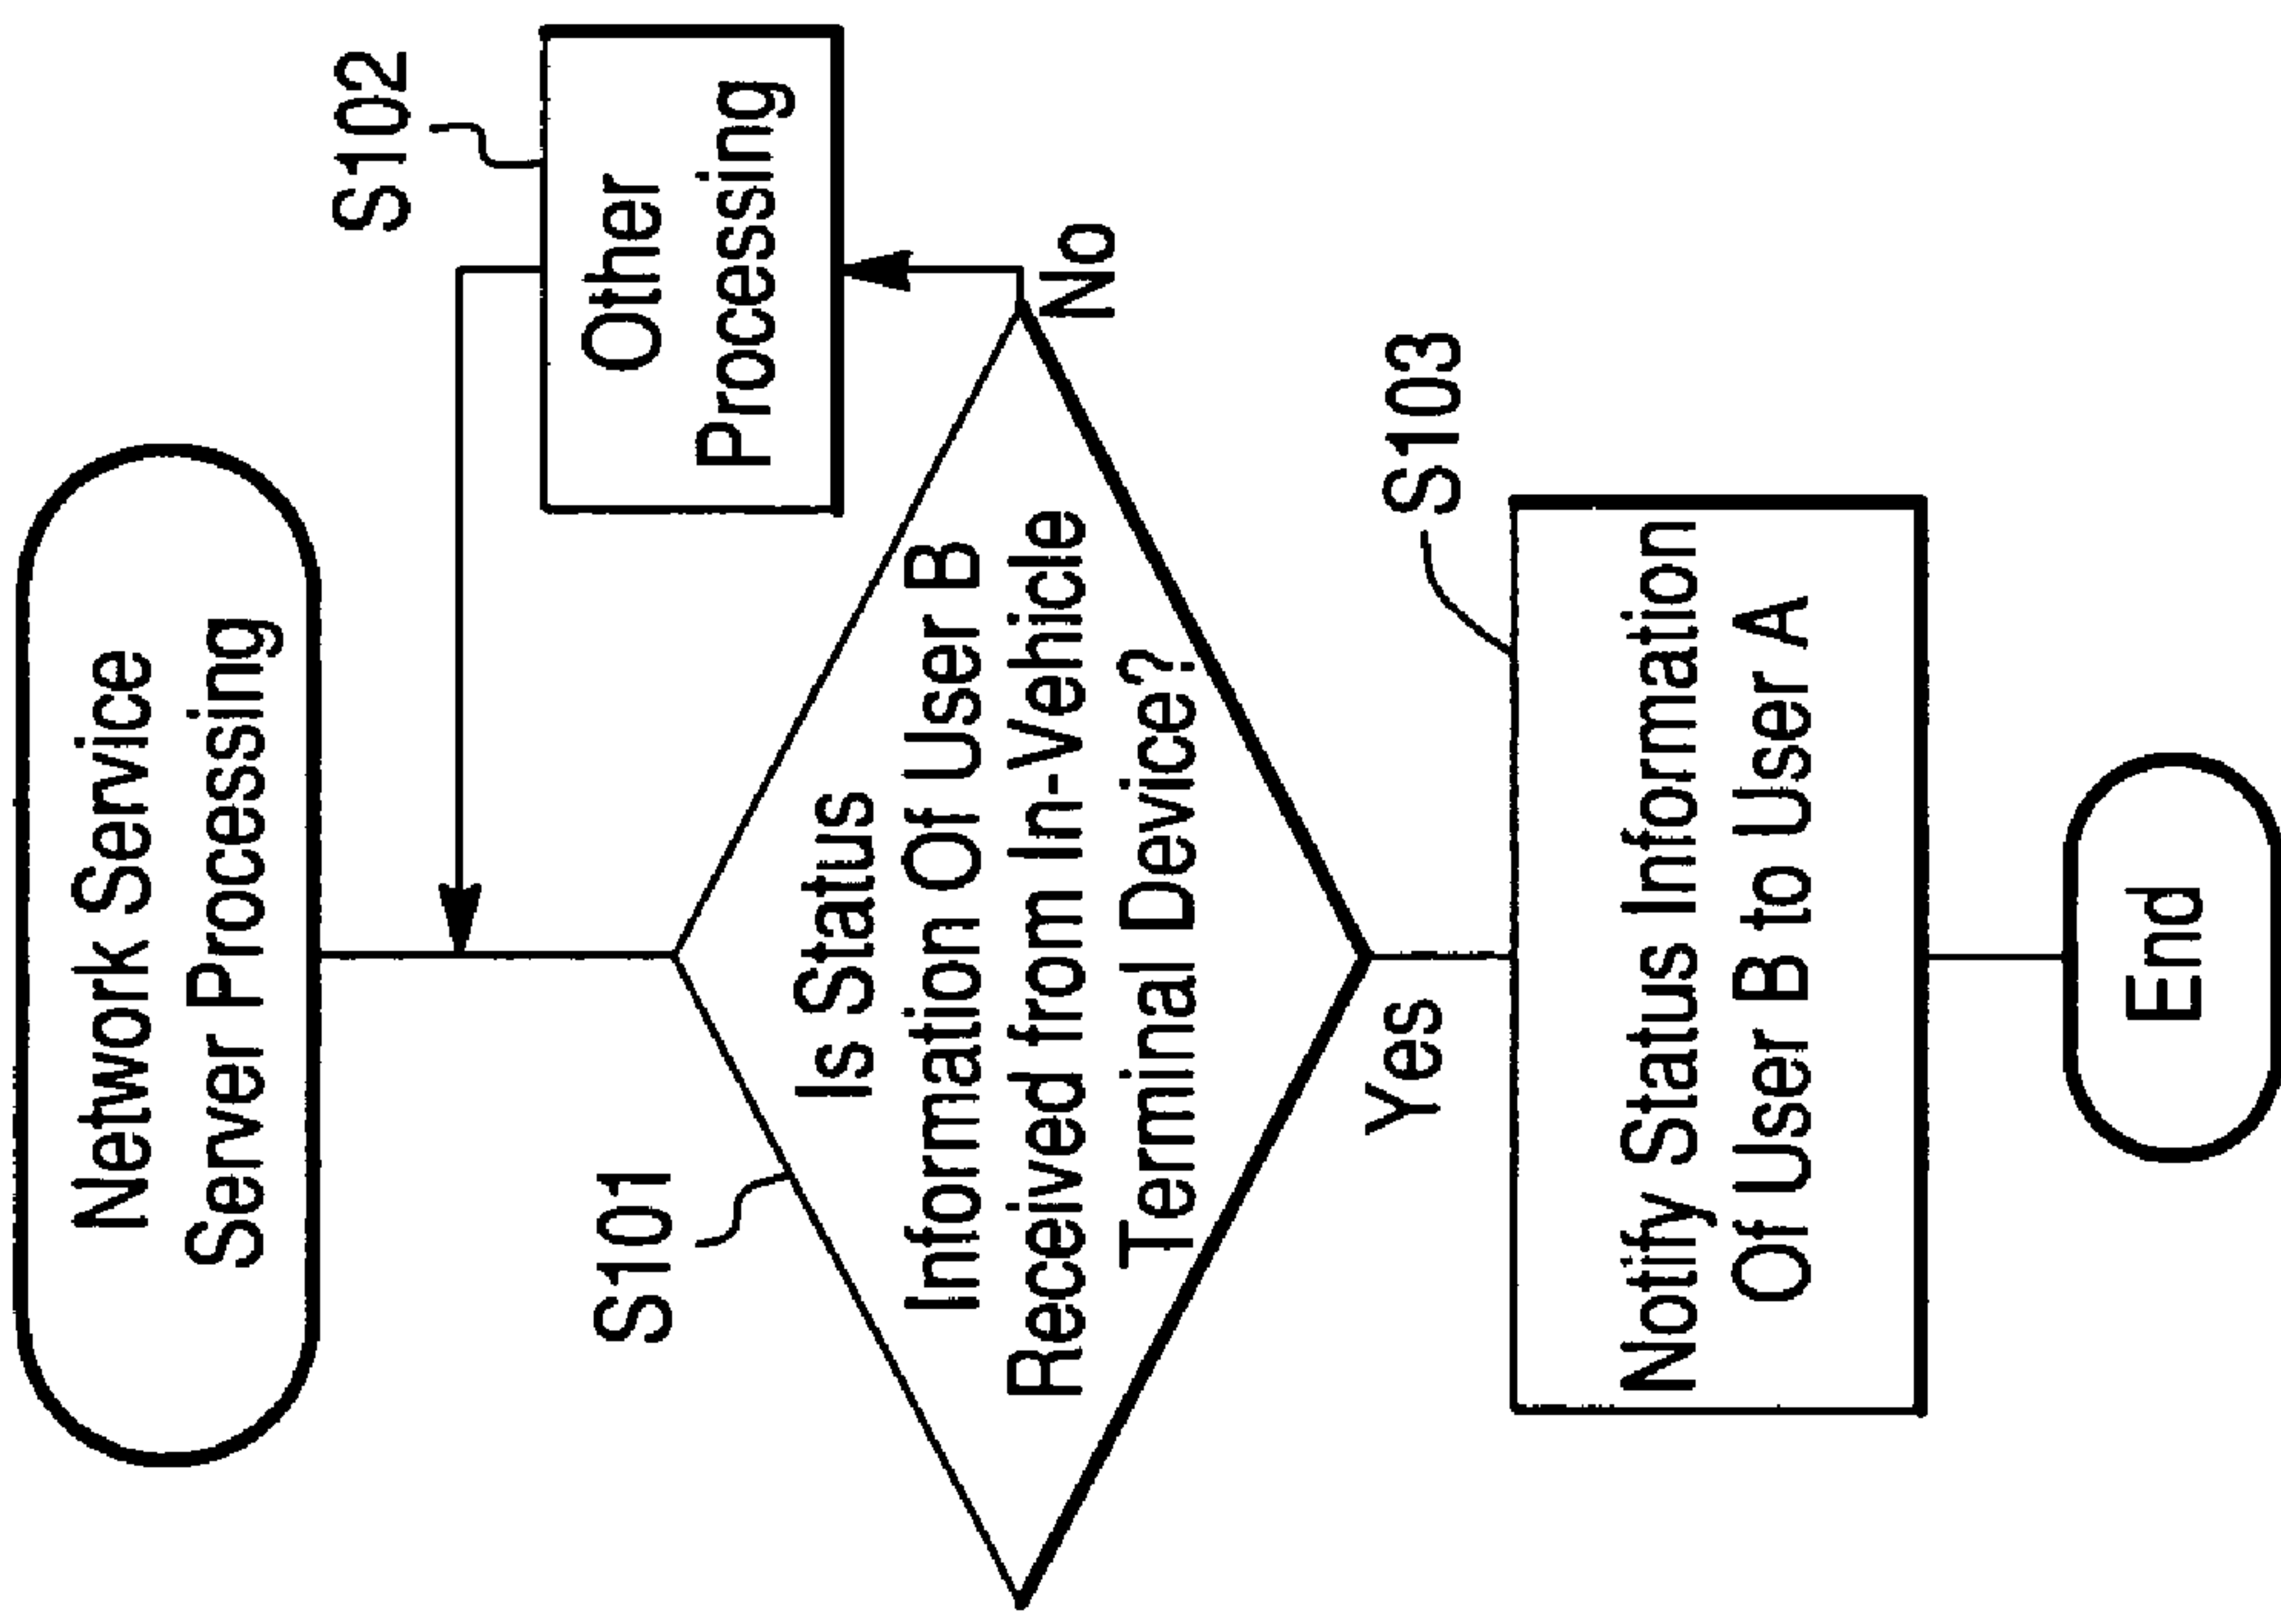 Network Service
Server Processing
S101
Is Status
Information Of User B
Received from In-Vehicle
Terminal Device?
No
S102
Other
Processing
Yes
S103
Notify Status Information
Of User B to User A
End